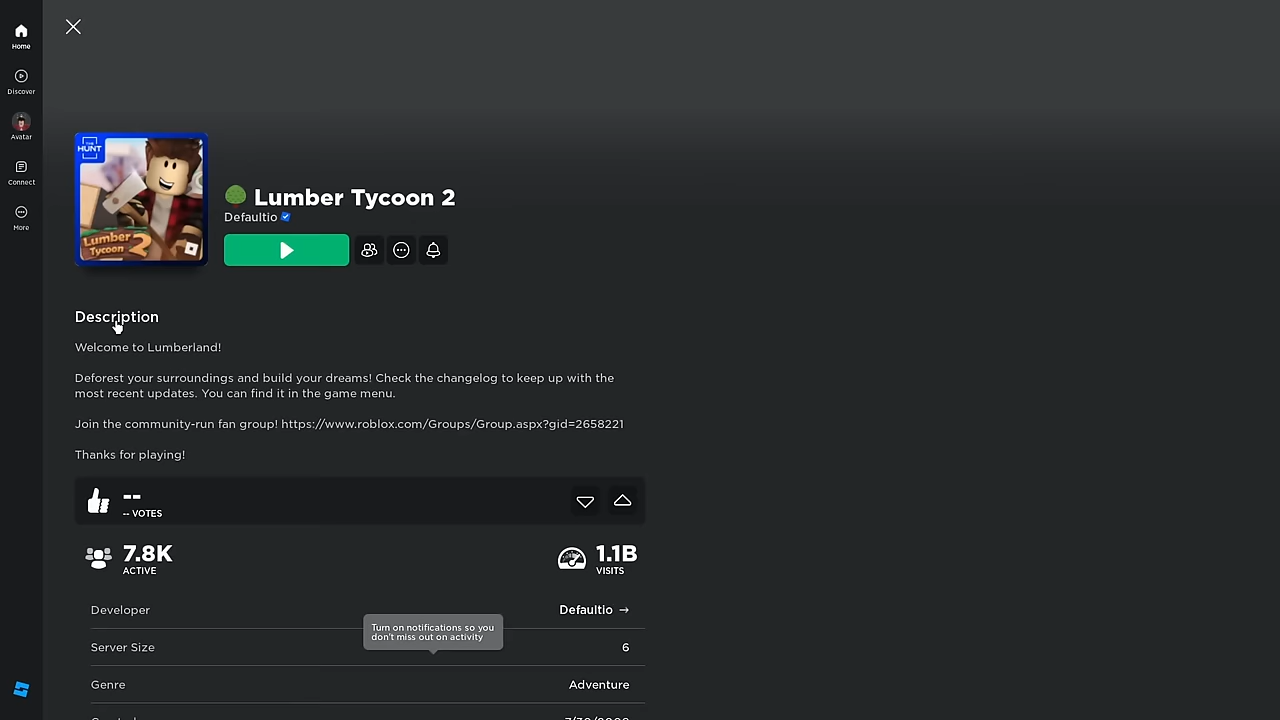 Home
Discover
Avatar
Connect
More
THE
HUNT
Lumber
Tycoon 2
Lumber Tycoon 2
Defaultio
Description
Welcome to Lumberland!
Deforest your surroundings and build your dreams! Check the changelog to keep up with the
most recent updates. You can find it in the game menu.
Join the community-run fan group! https://www.roblox.com/Groups/Group.aspx?gid=2658221
Thanks for playing!
--
-- VOTES
7.8K
ACTIVE
1.1B
VISITS
Developer
Defaultio →
Turn on notifications so you
don't miss out on activity
Server Size
6
Genre
Adventure